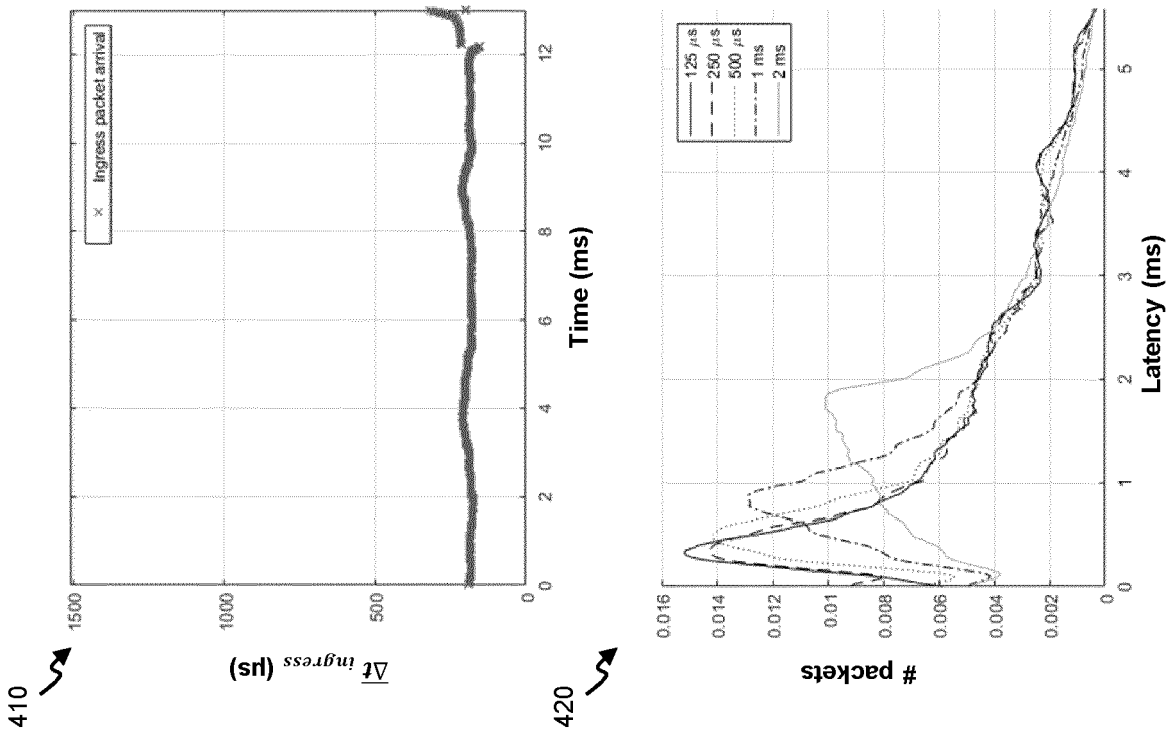 410
1500
1000
500
0
Δt̅ ingress (µs)
× Ingress packet arrival
0 2 4 6 8 10 12
Time (ms)
420
0.016
0.014
0.012
0.01
0.008
0.006
0.004
0.002
0
# packets
125 µs
250 µs
500 µs
1 ms
2 ms
0 1 2 3 4 5
Latency (ms)